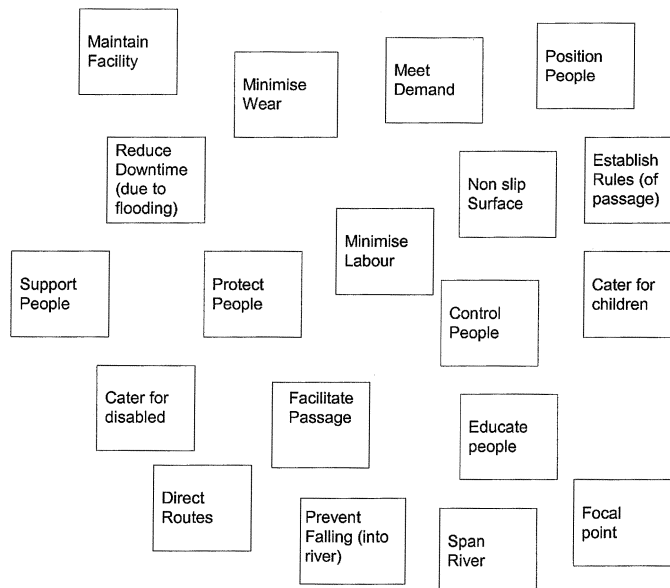 Maintain
Facility
Minimise
Wear
Meet
Demand
Position
People
Reduce
Downtime
(due to
flooding)
Non slip
Surface
Establish
Rules (of
passage)
Minimise
Labour
Support
People
Protect
People
Control
People
Cater for
children
Cater for
disabled
Facilitate
Passage
Educate
people
Direct
Routes
Prevent
Falling (into
river)
Span
River
Focal
point